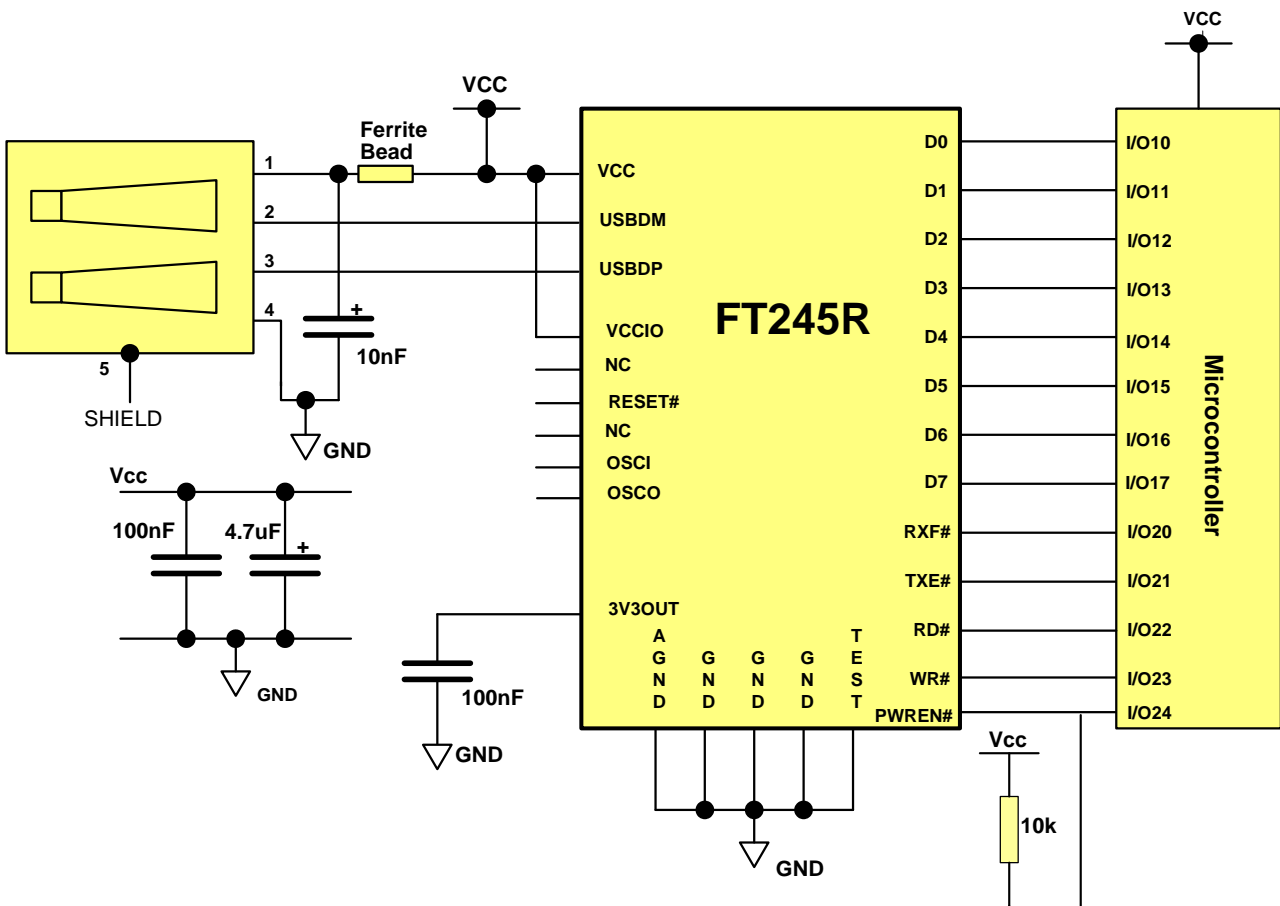 VCC
VCC
Ferrite
Bead
1
2
3
4
5
SHIELD
+
10nF
GND
Vcc
100nF
4.7uF
+
GND
FT245R
VCC
USBDM
USBDP
VCCIO
NC
RESET#
NC
OSCI
OSCO
3V3OUT
100nF
GND
AGND
GND
GND
GND
TEST
GND
D0
D1
D2
D3
D4
D5
D6
D7
RXF#
TXE#
RD#
WR#
PWREN#
I/O10
I/O11
I/O12
I/O13
I/O14
I/O15
I/O16
I/O17
I/O20
I/O21
I/O22
I/O23
I/O24
Microcontroller
Vcc
10k